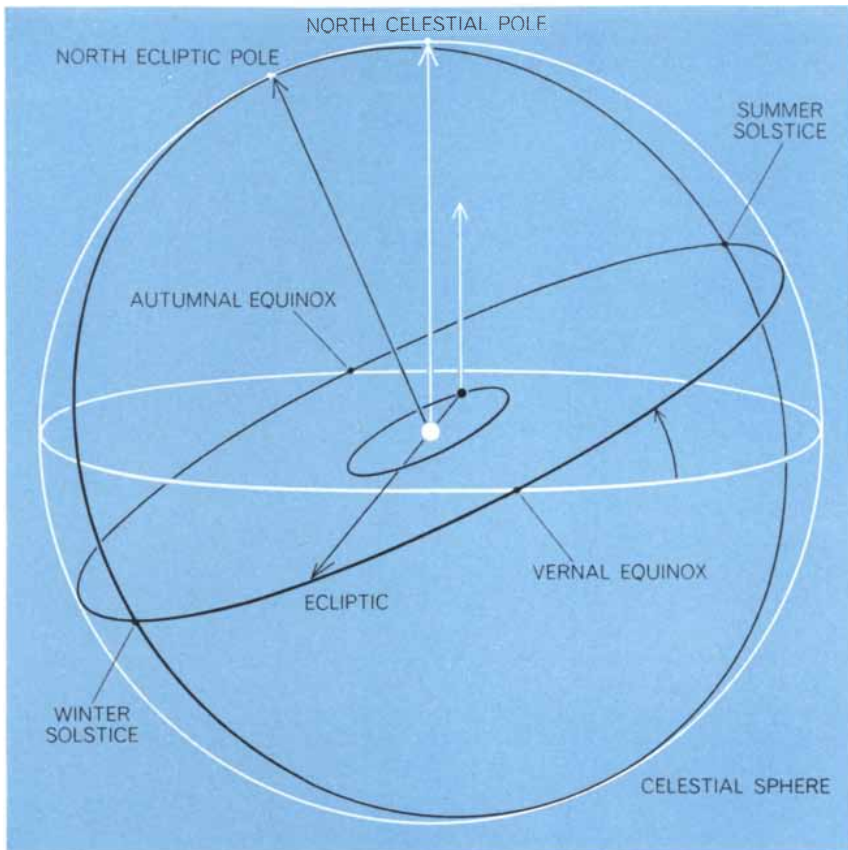 NORTH CELESTIAL POLE
NORTH ECLIPTIC POLE
SUMMER
SOLSTICE
AUTUMNAL EQUINOX
VERNAL EQUINOX
ECLIPTIC
WINTER
SOLSTICE
CELESTIAL SPHERE